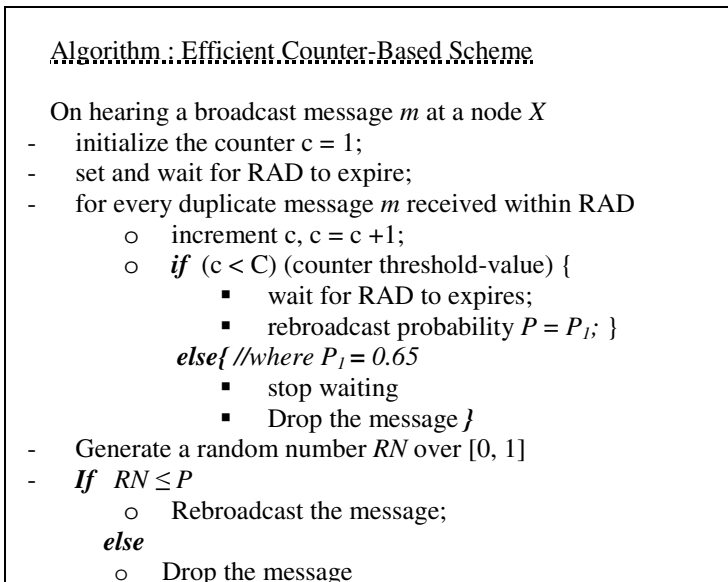 Algorithm : Efficient Counter-Based Scheme
On hearing a broadcast message m at a node X
- initialize the counter c = 1;
- set and wait for RAD to expire;
- for every duplicate message m received within RAD
o increment c, c = c +1;
o if (c < C) (counter threshold-value) {
▪ wait for RAD to expires;
▪ rebroadcast probability P = P1; }
else{ //where P1 = 0.65
▪ stop waiting
▪ Drop the message }
- Generate a random number RN over [0, 1]
- If RN ≤ P
o Rebroadcast the message;
else
o Drop the message